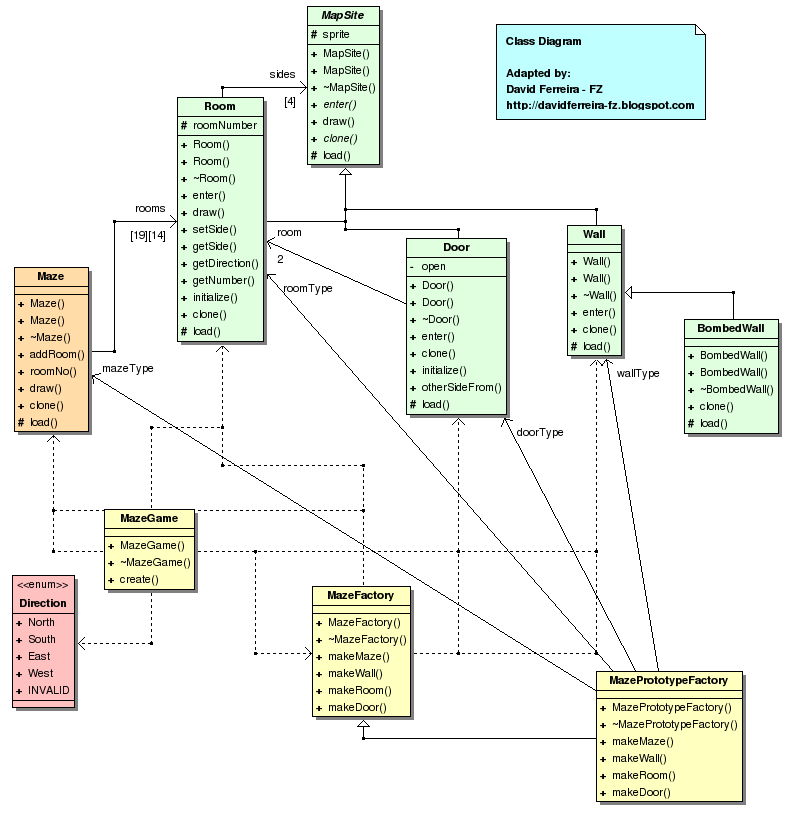 MapSite
# sprite
+ MapSite()
+ MapSite()
+ ~MapSite()
+ enter()
+ draw()
+ clone()
# load()
Class Diagram
Adapted by:
David Ferreira - FZ
http://davidferreira-fz.blogspot.com
sides
[4]
Room
# roomNumber
+ Room()
+ Room()
+ ~Room()
+ enter()
+ draw()
+ setSide()
+ getSide()
+ getDirection()
+ getNumber()
+ initialize()
+ clone()
# load()
rooms
[19][14]
room
2
roomType
Door
- open
+ Door()
+ Door()
+ ~Door()
+ enter()
+ clone()
+ initialize()
+ otherSideFrom()
# load()
Wall
+ Wall()
+ Wall()
+ ~Wall()
+ enter()
+ clone()
# load()
BombedWall
+ BombedWall()
+ BombedWall()
+ ~BombedWall()
+ clone()
# load()
Maze
+ Maze()
+ Maze()
+ ~Maze()
+ addRoom()
+ roomNo()
+ draw()
+ clone()
# load()
mazeType
wallType
doorType
MazeGame
+ MazeGame()
+ ~MazeGame()
+ create()
<<enum>>
Direction
+ North
+ South
+ East
+ West
+ INVALID
MazeFactory
+ MazeFactory()
+ ~MazeFactory()
+ makeMaze()
+ makeWall()
+ makeRoom()
+ makeDoor()
MazePrototypeFactory
+ MazePrototypeFactory()
+ ~MazePrototypeFactory()
+ makeMaze()
+ makeWall()
+ makeRoom()
+ makeDoor()